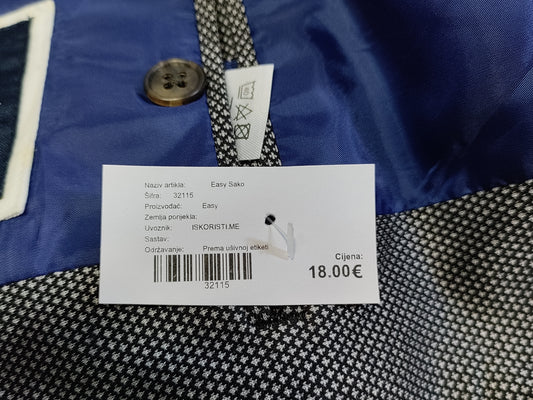 Naziv artikla: Easy Sako
Šifra: 32115
Proizvođač: Easy
Zemlja porijekla:
Uvoznik: ISKORISTI.ME
Sastav:
Održavanje: Prema ušivnoj etiketi
Cijena:
18.00€
32115